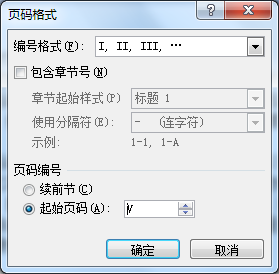 页码格式
编号格式(F): I, II, III, …
包含章节号(N)
章节起始样式(P) 标题 1
使用分隔符(E): - (连字符)
示例: 1-1, 1-A
页码编号
续前节(C)
起始页码(A):
确定 取消